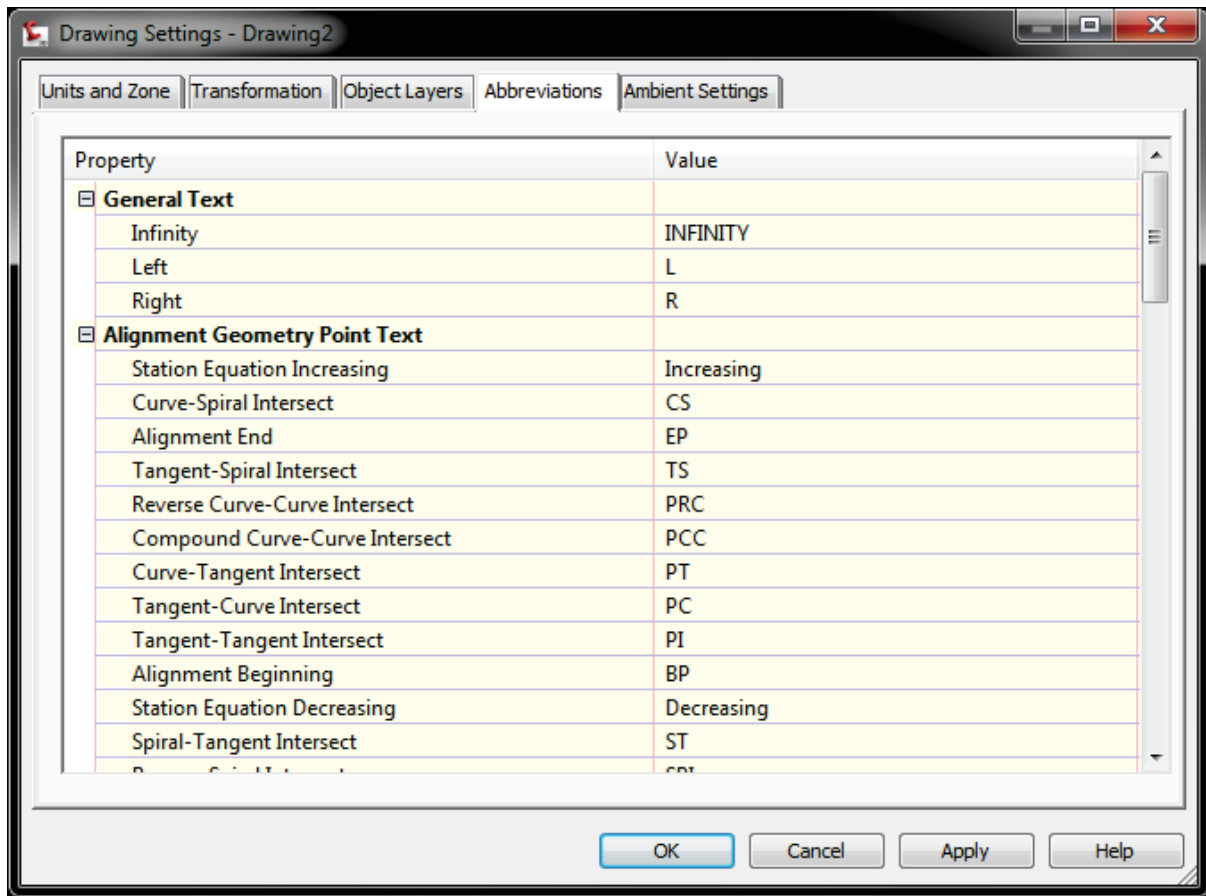 Drawing Settings - Drawing2
Units and Zone Transformation Object Layers Abbreviations Ambient Settings
Property Value
General Text
Infinity INFINITY
Left L
Right R
Alignment Geometry Point Text
Station Equation Increasing Increasing
Curve-Spiral Intersect CS
Alignment End EP
Tangent-Spiral Intersect TS
Reverse Curve-Curve Intersect PRC
Compound Curve-Curve Intersect PCC
Curve-Tangent Intersect PT
Tangent-Curve Intersect PC
Tangent-Tangent Intersect PI
Alignment Beginning BP
Station Equation Decreasing Decreasing
Spiral-Tangent Intersect ST
OK Cancel Apply Help